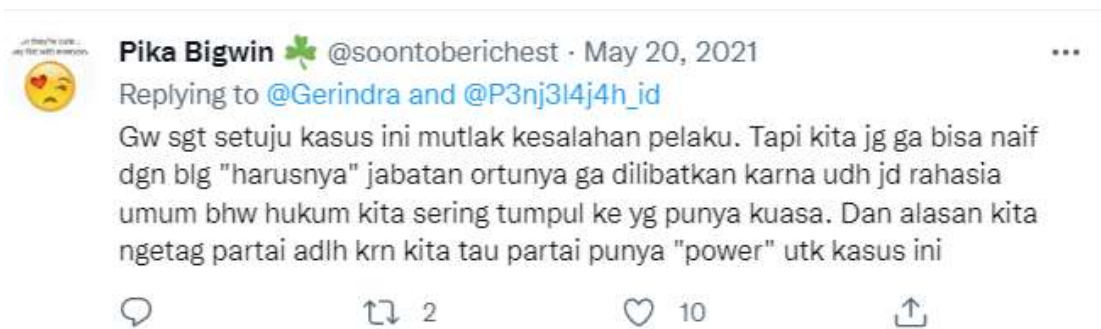 Pika Bigwin @soontoberichest · May 20, 2021
Replying to @Gerindra and @P3nj3l4j4h_id
Gw sgt setuju kasus ini mutlak kesalahan pelaku. Tapi kita jg ga bisa naif
dgn blg "harusnya" jabatan ortunya ga dilibatkan karna udh jd rahasia
umum bhw hukum kita sering tumpul ke yg punya kuasa. Dan alasan kita
ngetag partai adlh krn kita tau partai punya "power" utk kasus ini
2 10